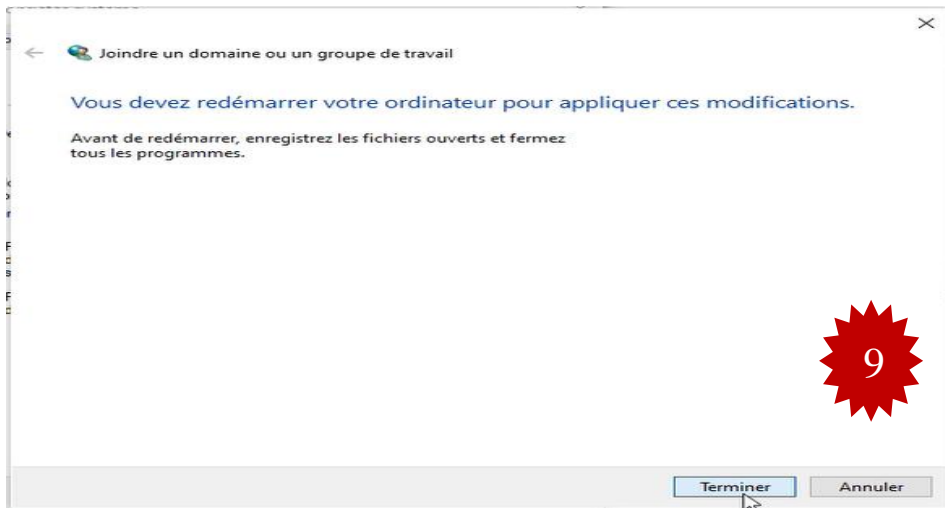 Joindre un domaine ou un groupe de travail
Vous devez redémarrer votre ordinateur pour appliquer ces modifications.
Avant de redémarrer, enregistrez les fichiers ouverts et fermez
tous les programmes.
9
Terminer
Annuler